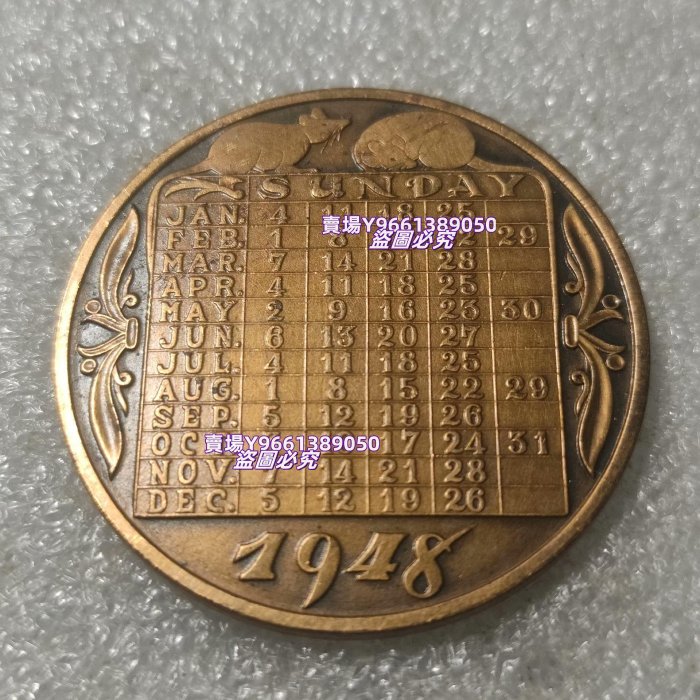 SUNDAY
JAN. 4 11 18 25
賣場Y9661389050
FEB. 1 8 22 29
盜圖必究
MAR. 7 14 21 28
APR. 4 11 18 25
MAY 2 9 16 23 30
JUN. 6 13 20 27
JUL. 4 11 18 25
AUG. 1 8 15 22 29
SEP. 5 12 19 26
OC 17 24 31
賣場Y9661389050
盜圖必究
NOV. 7 14 21 28
DEC. 5 12 19 26
1948